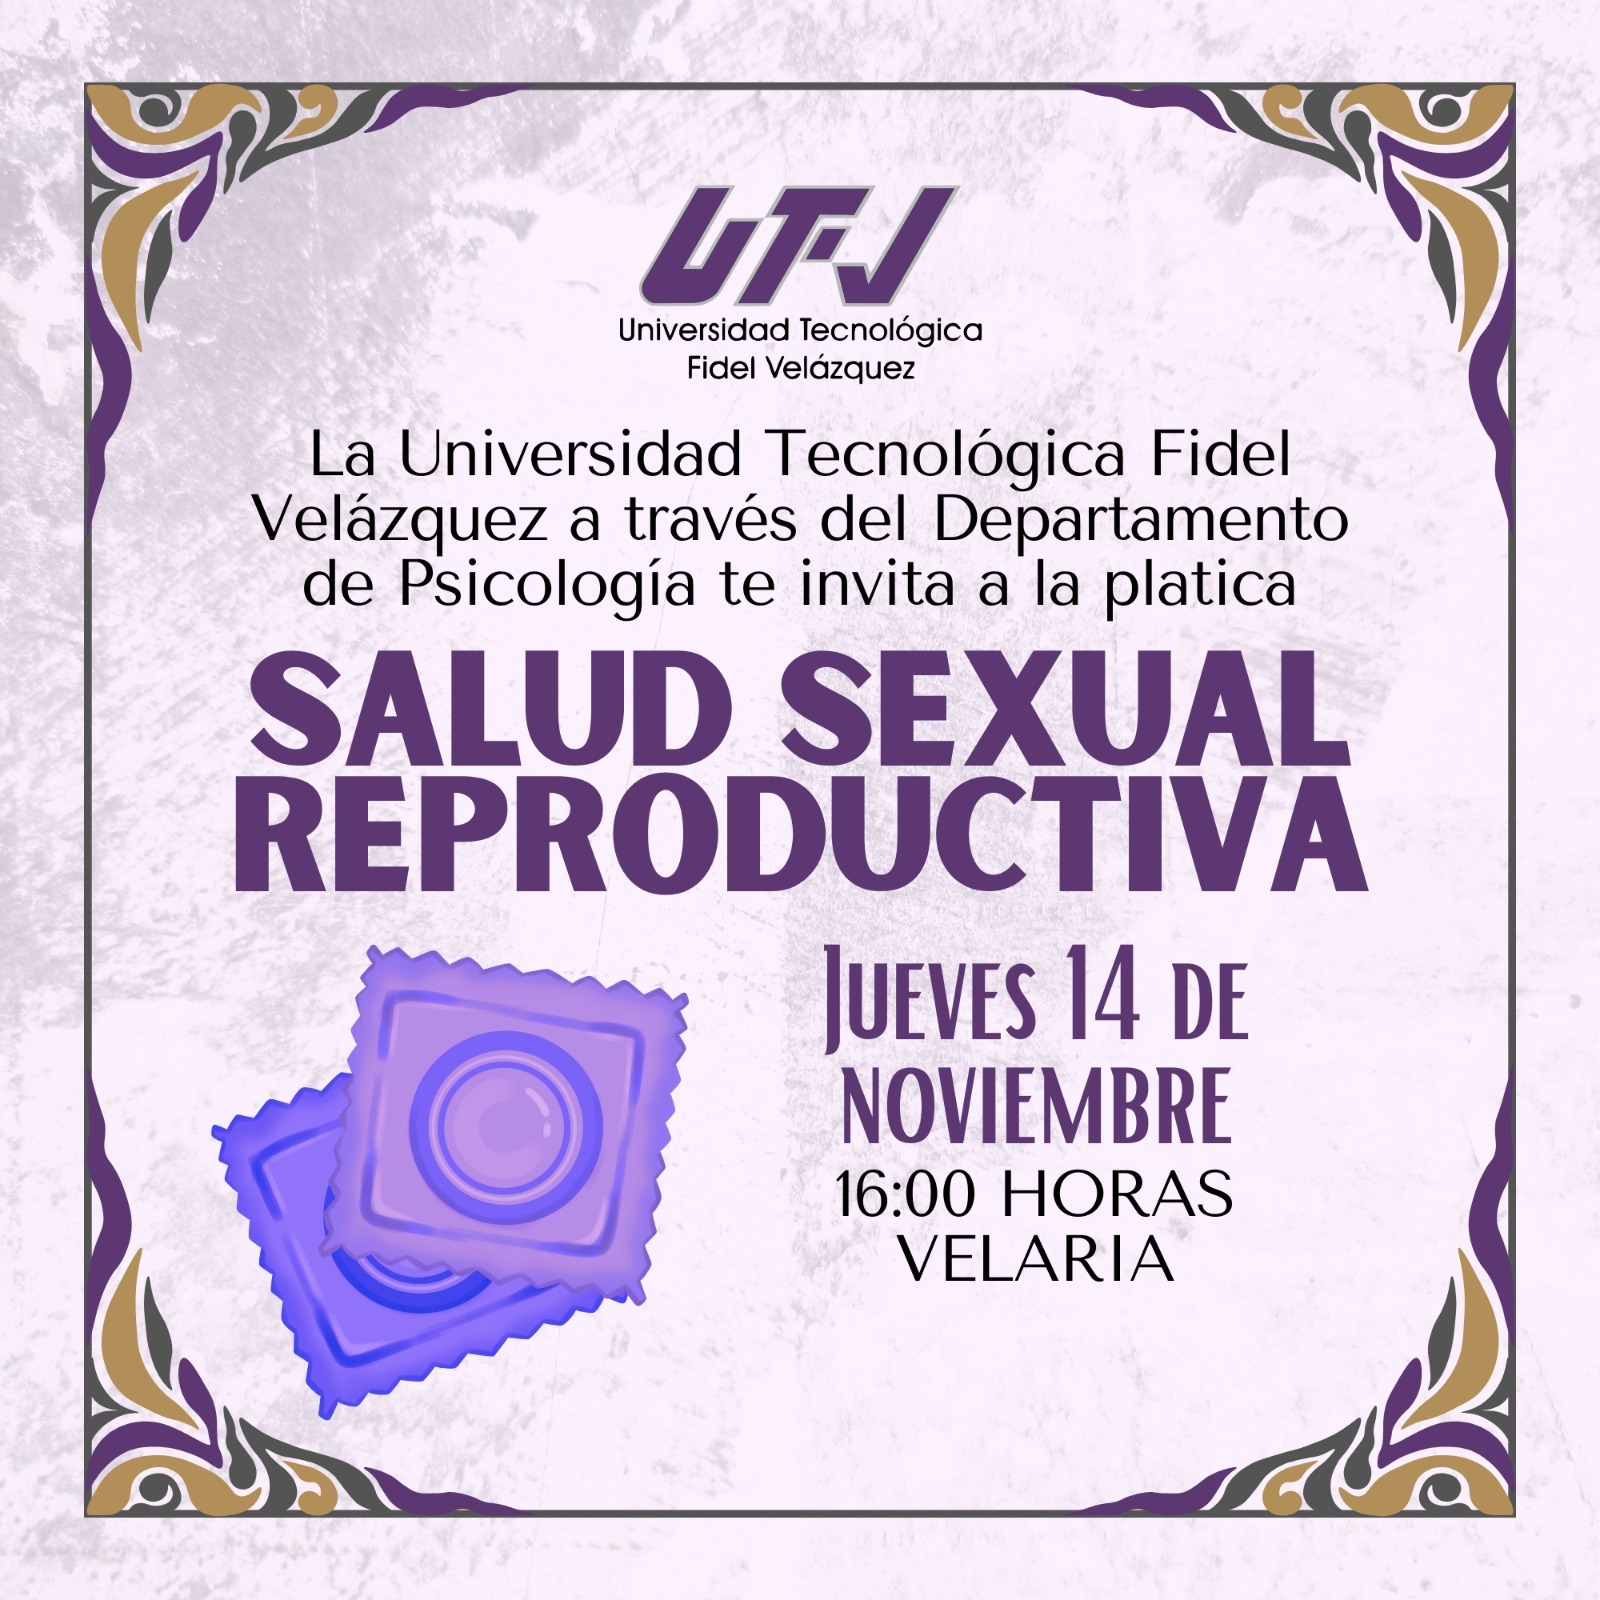 UTFV
Universidad Tecnológica
Fidel Velázquez
La Universidad Tecnológica Fidel
Velázquez a través del Departamento
de Psicología te invita a la platica
SALUD SEXUAL
REPRODUCTIVA
JUEVES 14 DE
NOVIEMBRE
16:00 HORAS
VELARIA